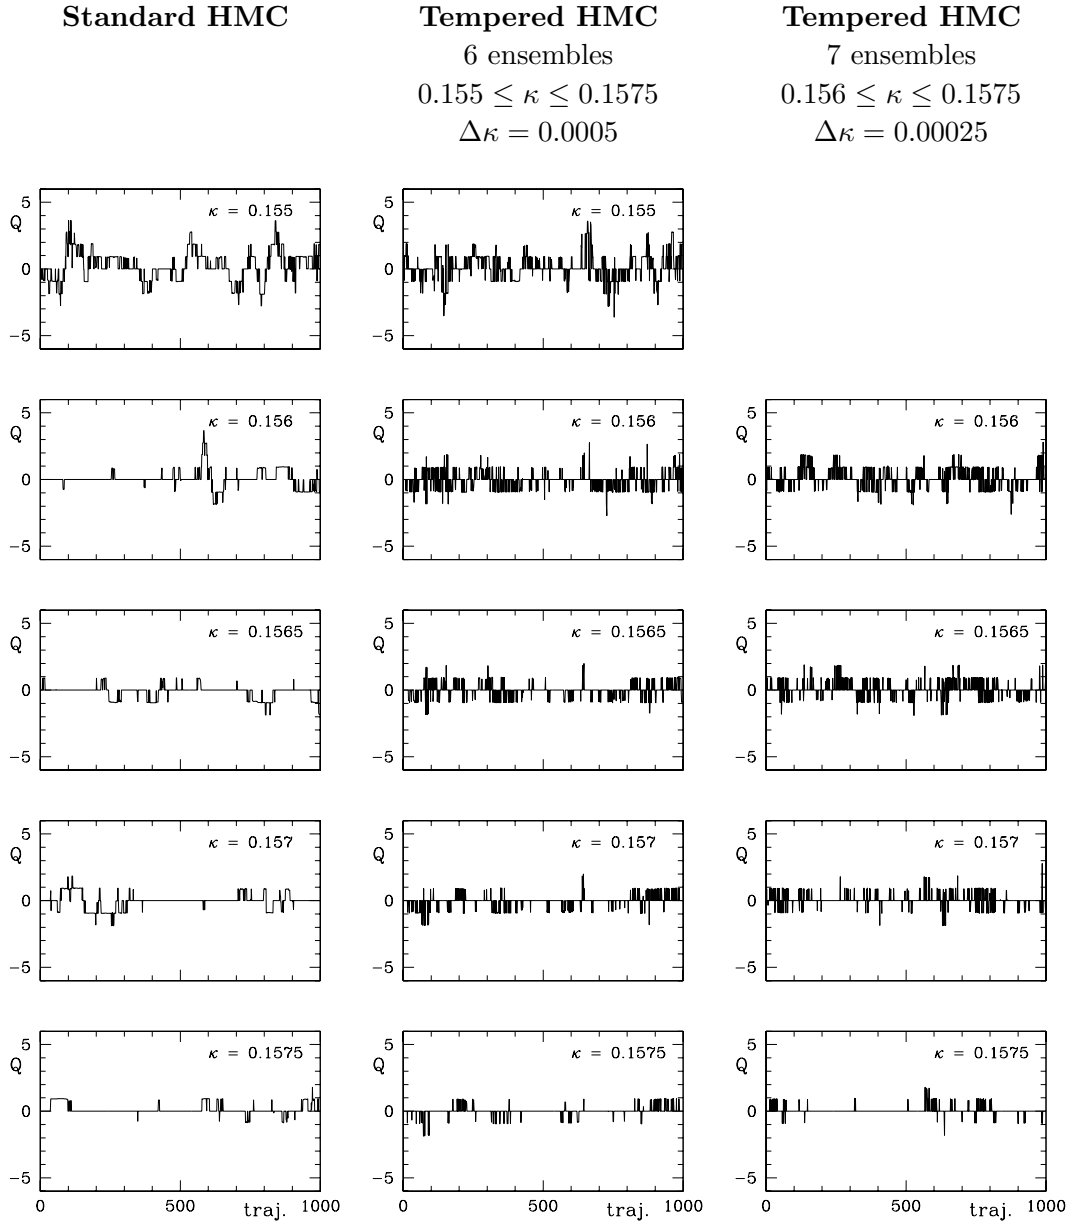 Standard HMC
Tempered HMC
6 ensembles
0.155 ≤ κ ≤ 0.1575
Δκ = 0.0005
Tempered HMC
7 ensembles
0.156 ≤ κ ≤ 0.1575
Δκ = 0.00025
5
Q
0
−5
κ = 0.155
5
Q
0
−5
κ = 0.155
5
Q
0
−5
κ = 0.156
5
Q
0
−5
κ = 0.156
5
Q
0
−5
κ = 0.156
5
Q
0
−5
κ = 0.1565
5
Q
0
−5
κ = 0.1565
5
Q
0
−5
κ = 0.1565
5
Q
0
−5
κ = 0.157
5
Q
0
−5
κ = 0.157
5
Q
0
−5
κ = 0.157
5
Q
0
−5
κ = 0.1575
0 500 traj. 1000
5
Q
0
−5
κ = 0.1575
0 500 traj. 1000
5
Q
0
−5
κ = 0.1575
0 500 traj. 1000